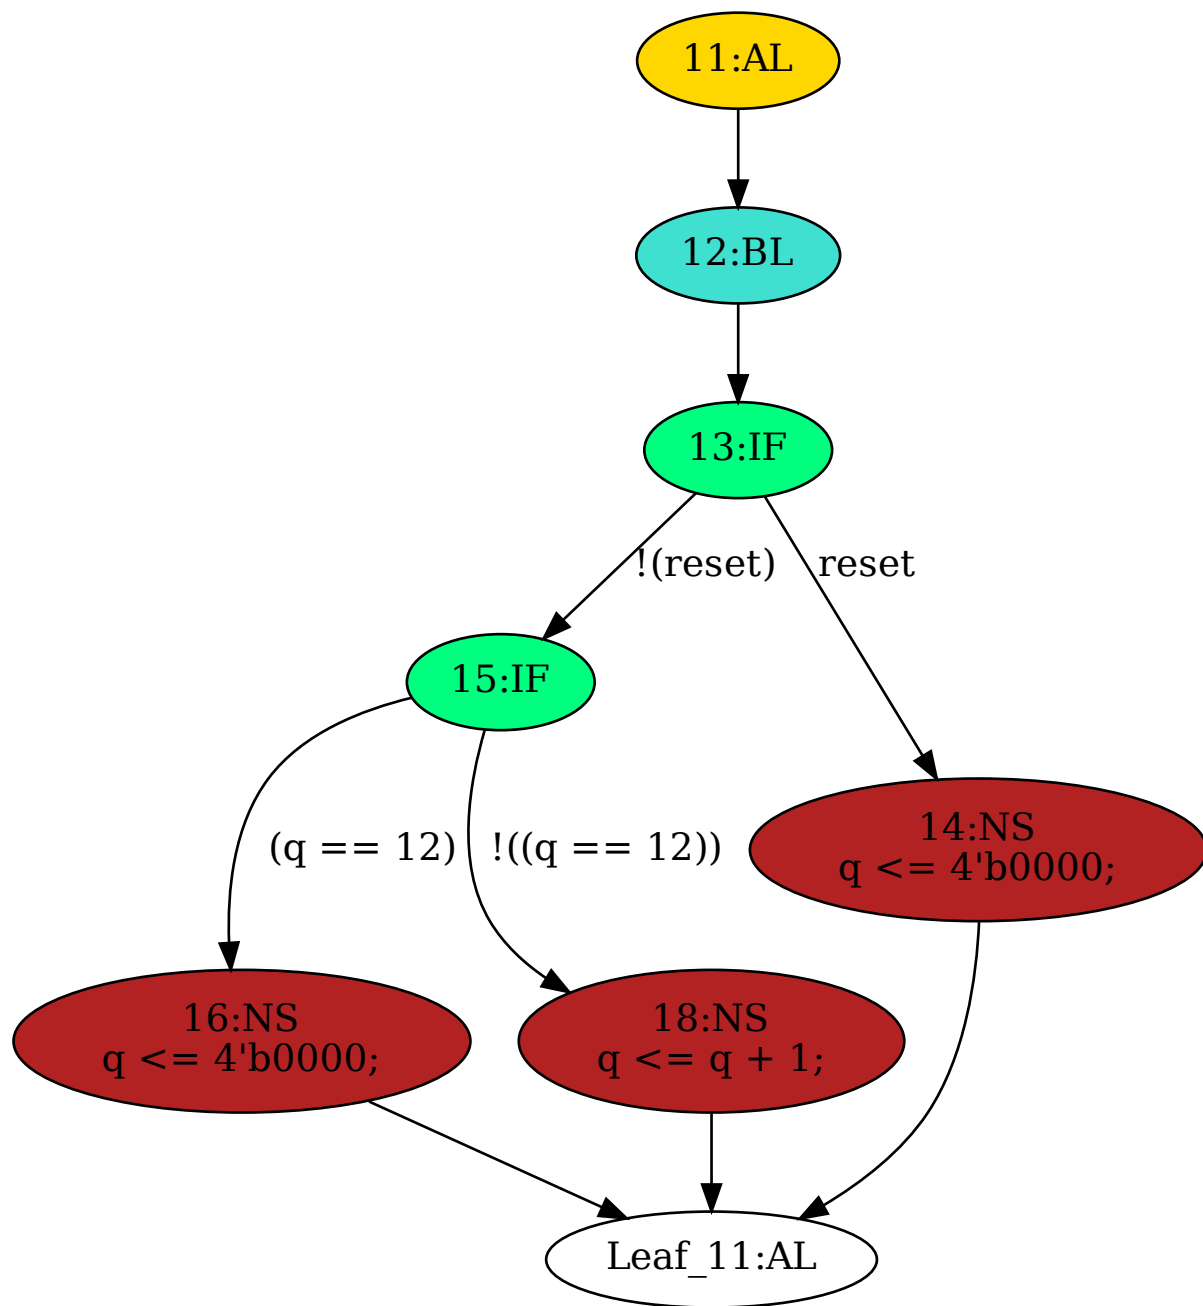 11:AL
12:BL
13:IF
!(reset)
reset
15:IF
(q == 12)
!((q == 12))
14:NS
q <= 4'b0000;
16:NS
q <= 4'b0000;
18:NS
q <= q + 1;
Leaf_11:AL